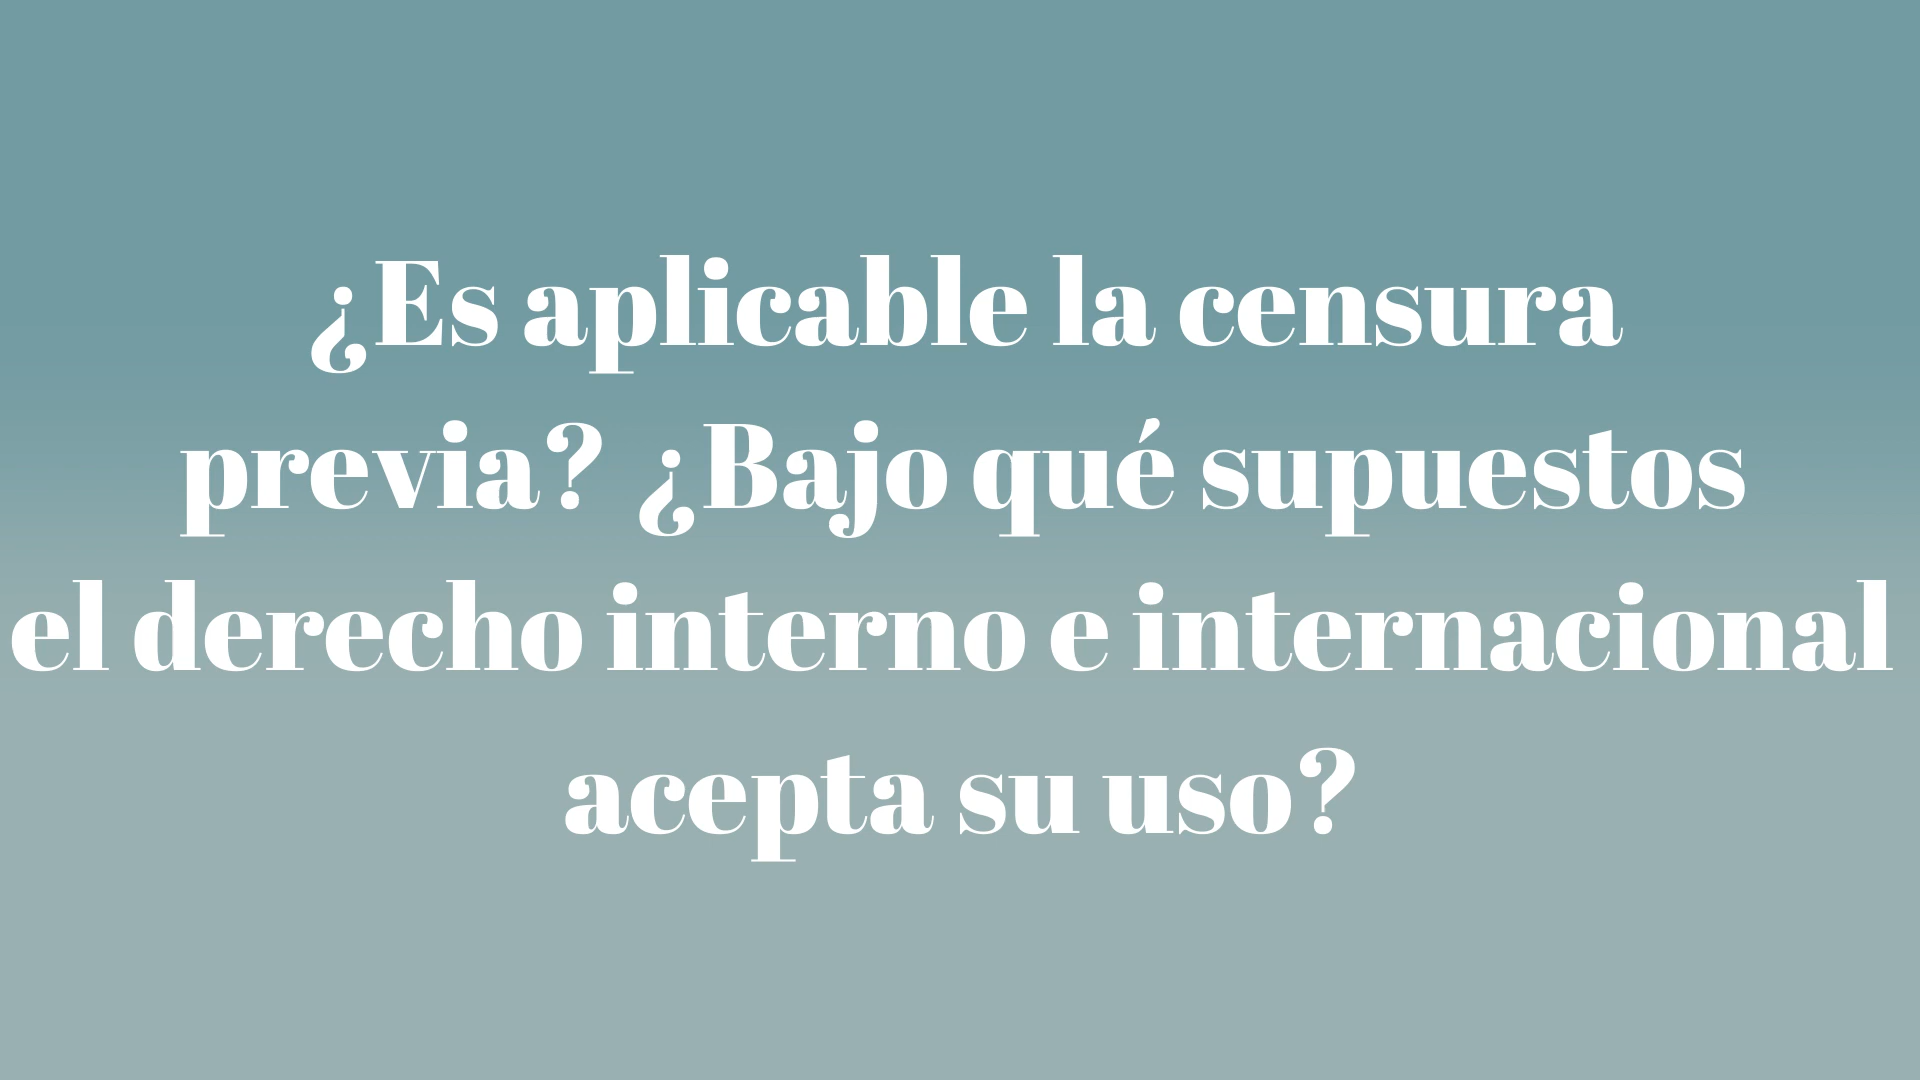 ¿Es aplicable la censura
previa? ¿Bajo qué supuestos
el derecho interno e internacional
acepta su uso?